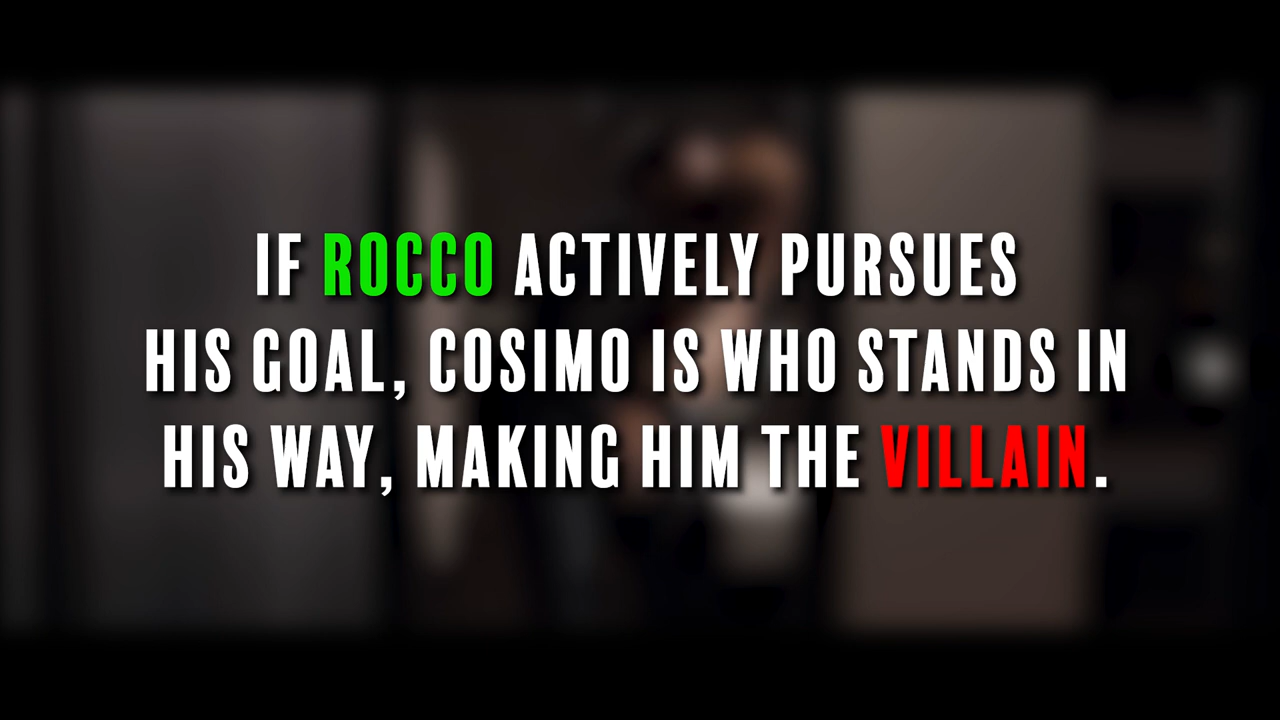 IF ROCCO ACTIVELY PURSUES
HIS GOAL, COSIMO IS WHO STANDS IN
HIS WAY, MAKING HIM THE VILLAIN.